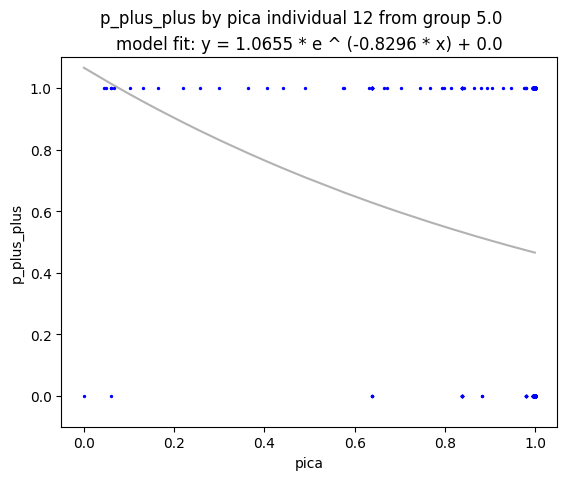 p_plus_plus by pica individual 12 from group 5.0
model fit: y = 1.0655 * e ^ (-0.8296 * x) + 0.0
1.0
0.8
0.6
0.4
0.2
0.0
p_plus_plus
0.0 0.2 0.4 0.6 0.8 1.0
pica